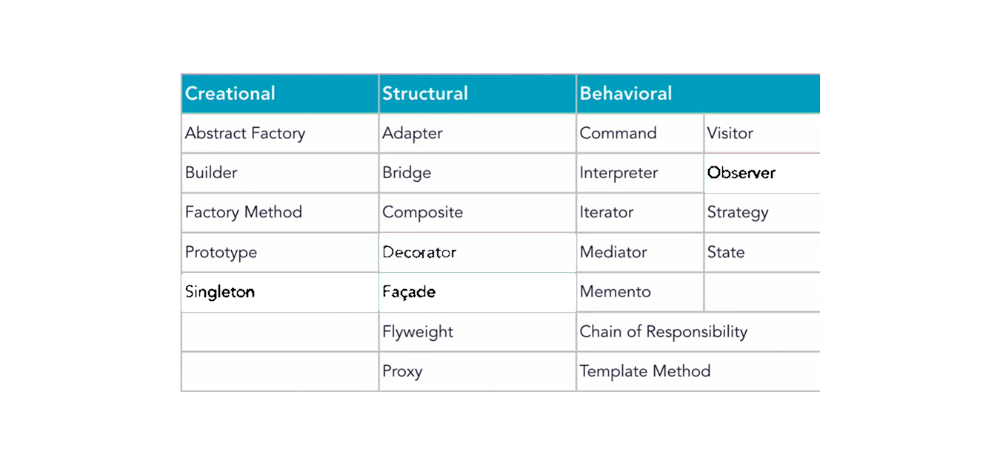 Creational Structural Behavioral
Abstract Factory Adapter Command Visitor
Builder Bridge Interpreter Observer
Factory Method Composite Iterator Strategy
Prototype Decorator Mediator State
Singleton Façade Memento
Flyweight Chain of Responsibility
Proxy Template Method